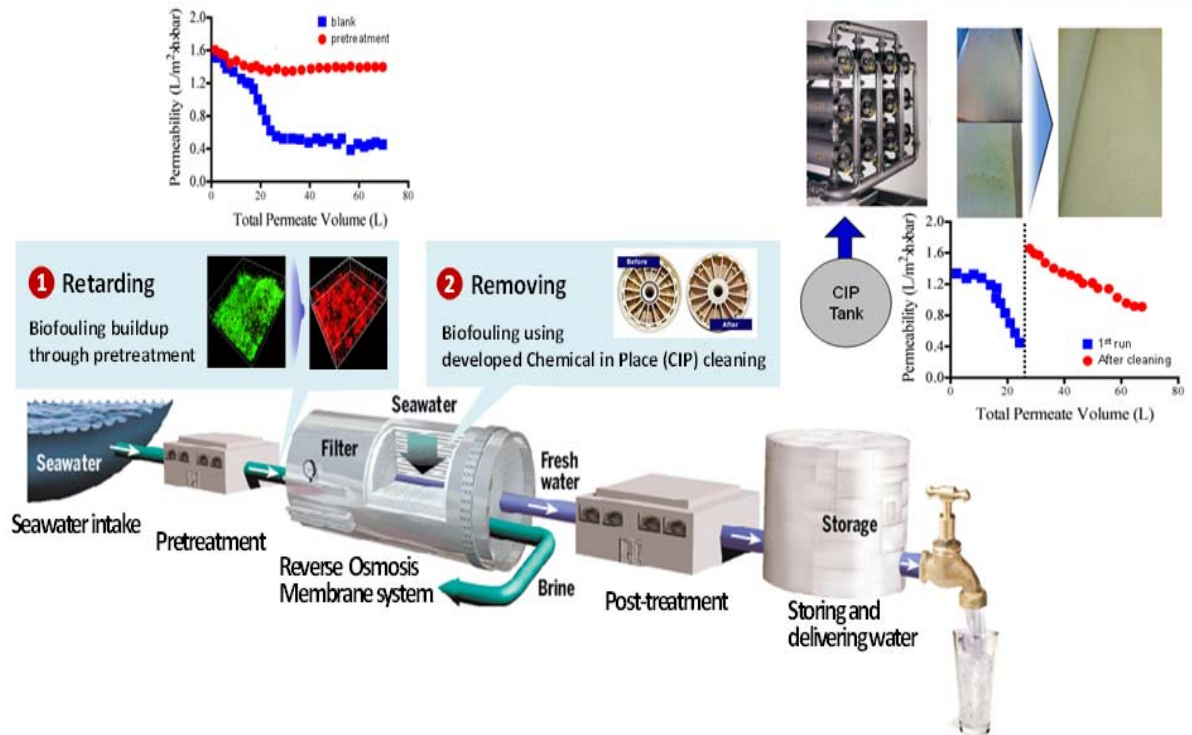 2.0
1.6
1.2
0.8
0.4
0.0
0
20
40
60
80
Permeability (L/m²×h×bar)
Total Permeate Volume (L)
blank
pretreatment
1 Retarding
Biofouling buildup
through pretreatment
2 Removing
Biofouling using
developed Chemical in Place (CIP) cleaning
Before
After
CIP
Tank
2.0
1.6
1.2
0.8
0.4
0.0
0
20
40
60
80
Permeability (L/m²×h×bar)
Total Permeate Volume (L)
1st run
After cleaning
Seawater
Seawater intake
Pretreatment
Filter
Seawater
Reverse Osmosis
Membrane system
Brine
Fresh
water
Post-treatment
Storage
Storing and
delivering water